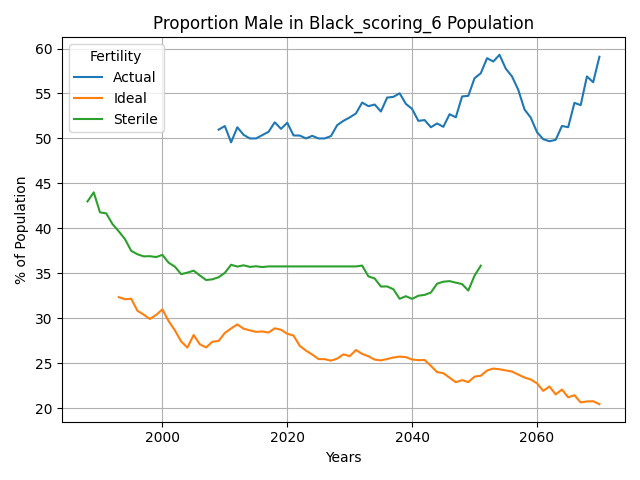 Proportion Male in Black_scoring_6 Population
Fertility
Actual
Ideal
Sterile
% of Population
60
55
50
45
40
35
30
25
20
2000
2020
2040
2060
Years